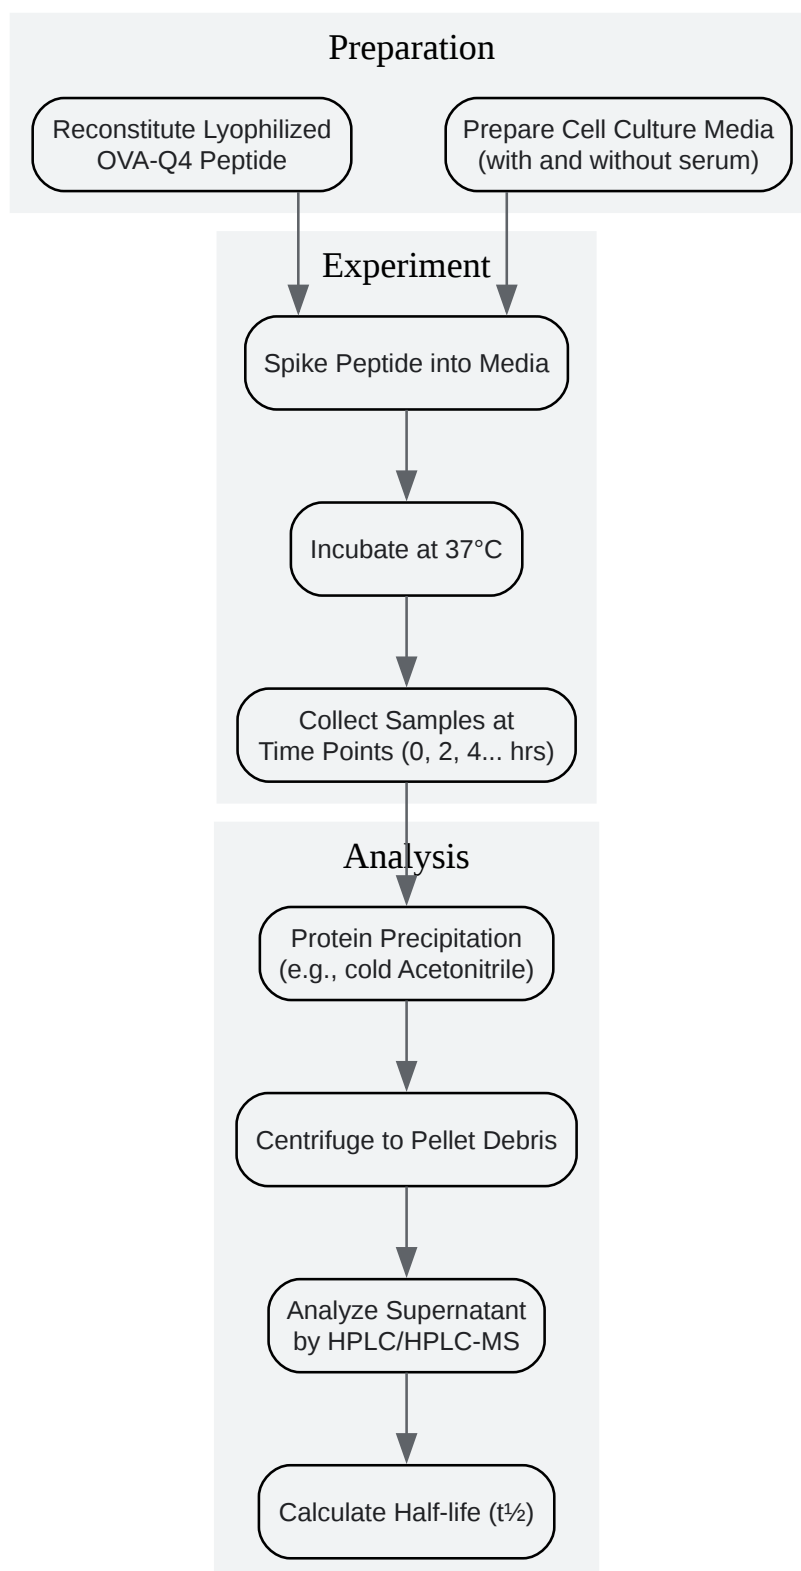 Preparation
Reconstitute Lyophilized
OVA-Q4 Peptide
Prepare Cell Culture Media
(with and without serum)
Experiment
Spike Peptide into Media
Incubate at 37°C
Collect Samples at
Time Points (0, 2, 4... hrs)
Analysis
Protein Precipitation
(e.g., cold Acetonitrile)
Centrifuge to Pellet Debris
Analyze Supernatant
by HPLC/HPLC-MS
Calculate Half-life (t½)